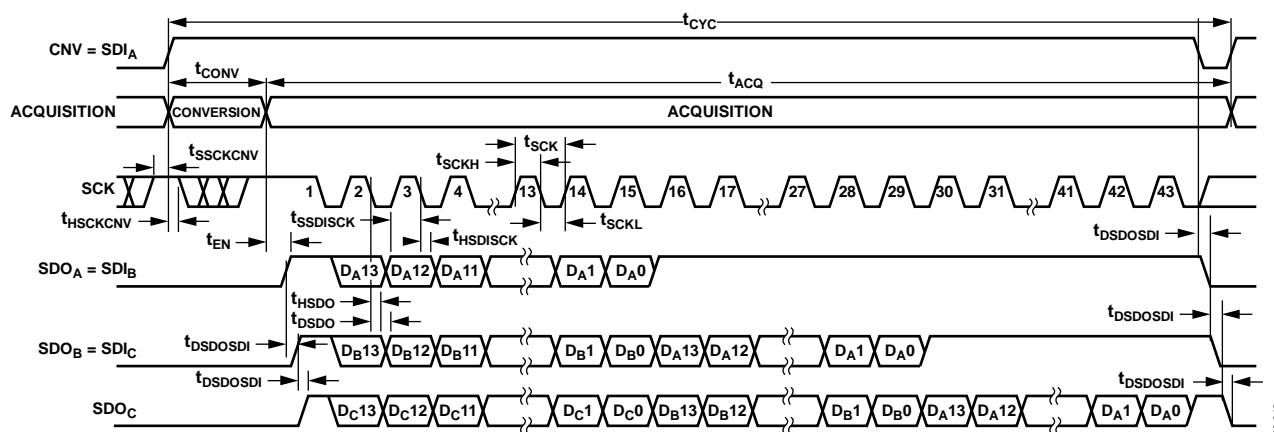 tCYC
CNV = SDIA
tCONV
tACQ
ACQUISITION CONVERSION ACQUISITION
tSSCKCNV
tSCK
tSCKH
SCK 1 2 3 4 13 14 15 16 17 27 28 29 30 31 41 42 43
tHSCKCNV
tSSDISCK
tSCKL
tEN
tHSDISCK
tDSDOSDI
SDOA = SDIB DA13 DA12 DA11 DA1 DA0
tHSDO
tDSDO
tDSDOSDI
tDSDOSDI
SDOB = SDIC DB13 DB12 DB11 DB1 DB0 DA13 DA12 DA1 DA0
tDSDOSDI
tDSDOSDI
SDOC DC13 DC12 DC11 DC1 DC0 DB13 DB12 DB1 DB0 DA13 DA12 DA1 DA0